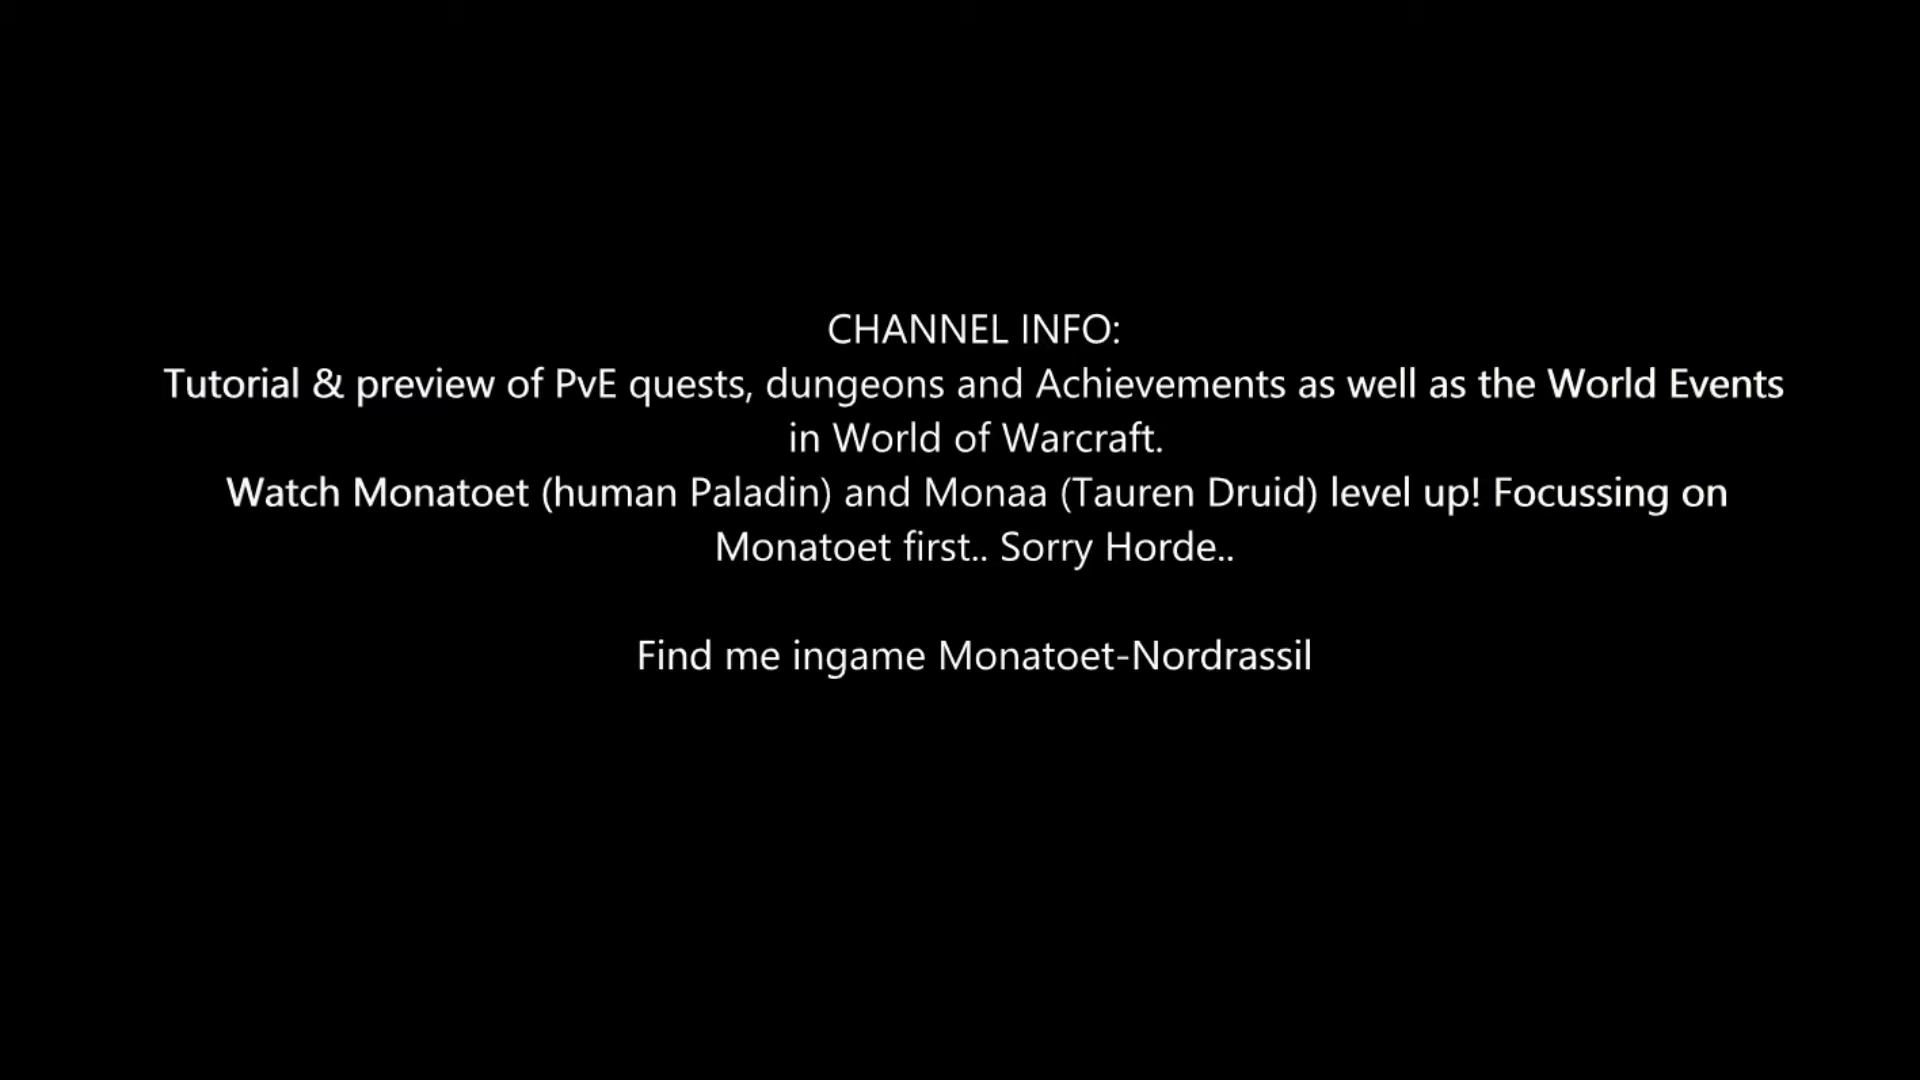 CHANNEL INFO:
Tutorial & preview of PvE quests, dungeons and Achievements as well as the World Events
in World of Warcraft.
Watch Monatoet (human Paladin) and Monaa (Tauren Druid) level up! Focussing on
Monatoet first.. Sorry Horde..
Find me ingame Monatoet-Nordrassil